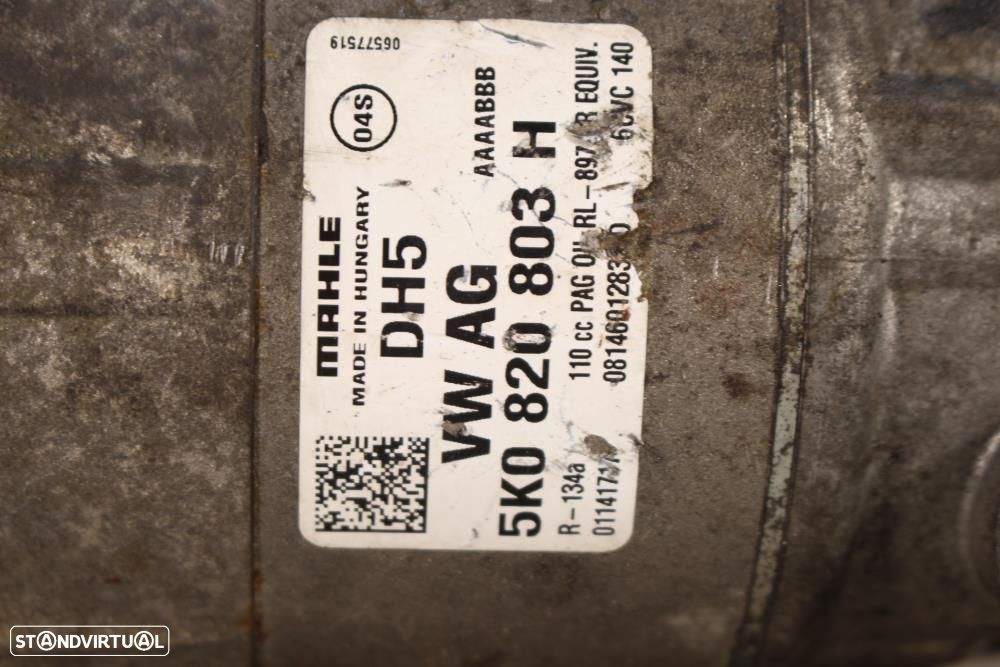 MAHLE
MADE IN HUNGARY
04S
06577519
DH5
VW AG
AAAABBB
5K0 820 803 H
R-134a 110 cc PAG OIL RL-897 R EQUIV.
6CVC 140
STANDVIRTUAL